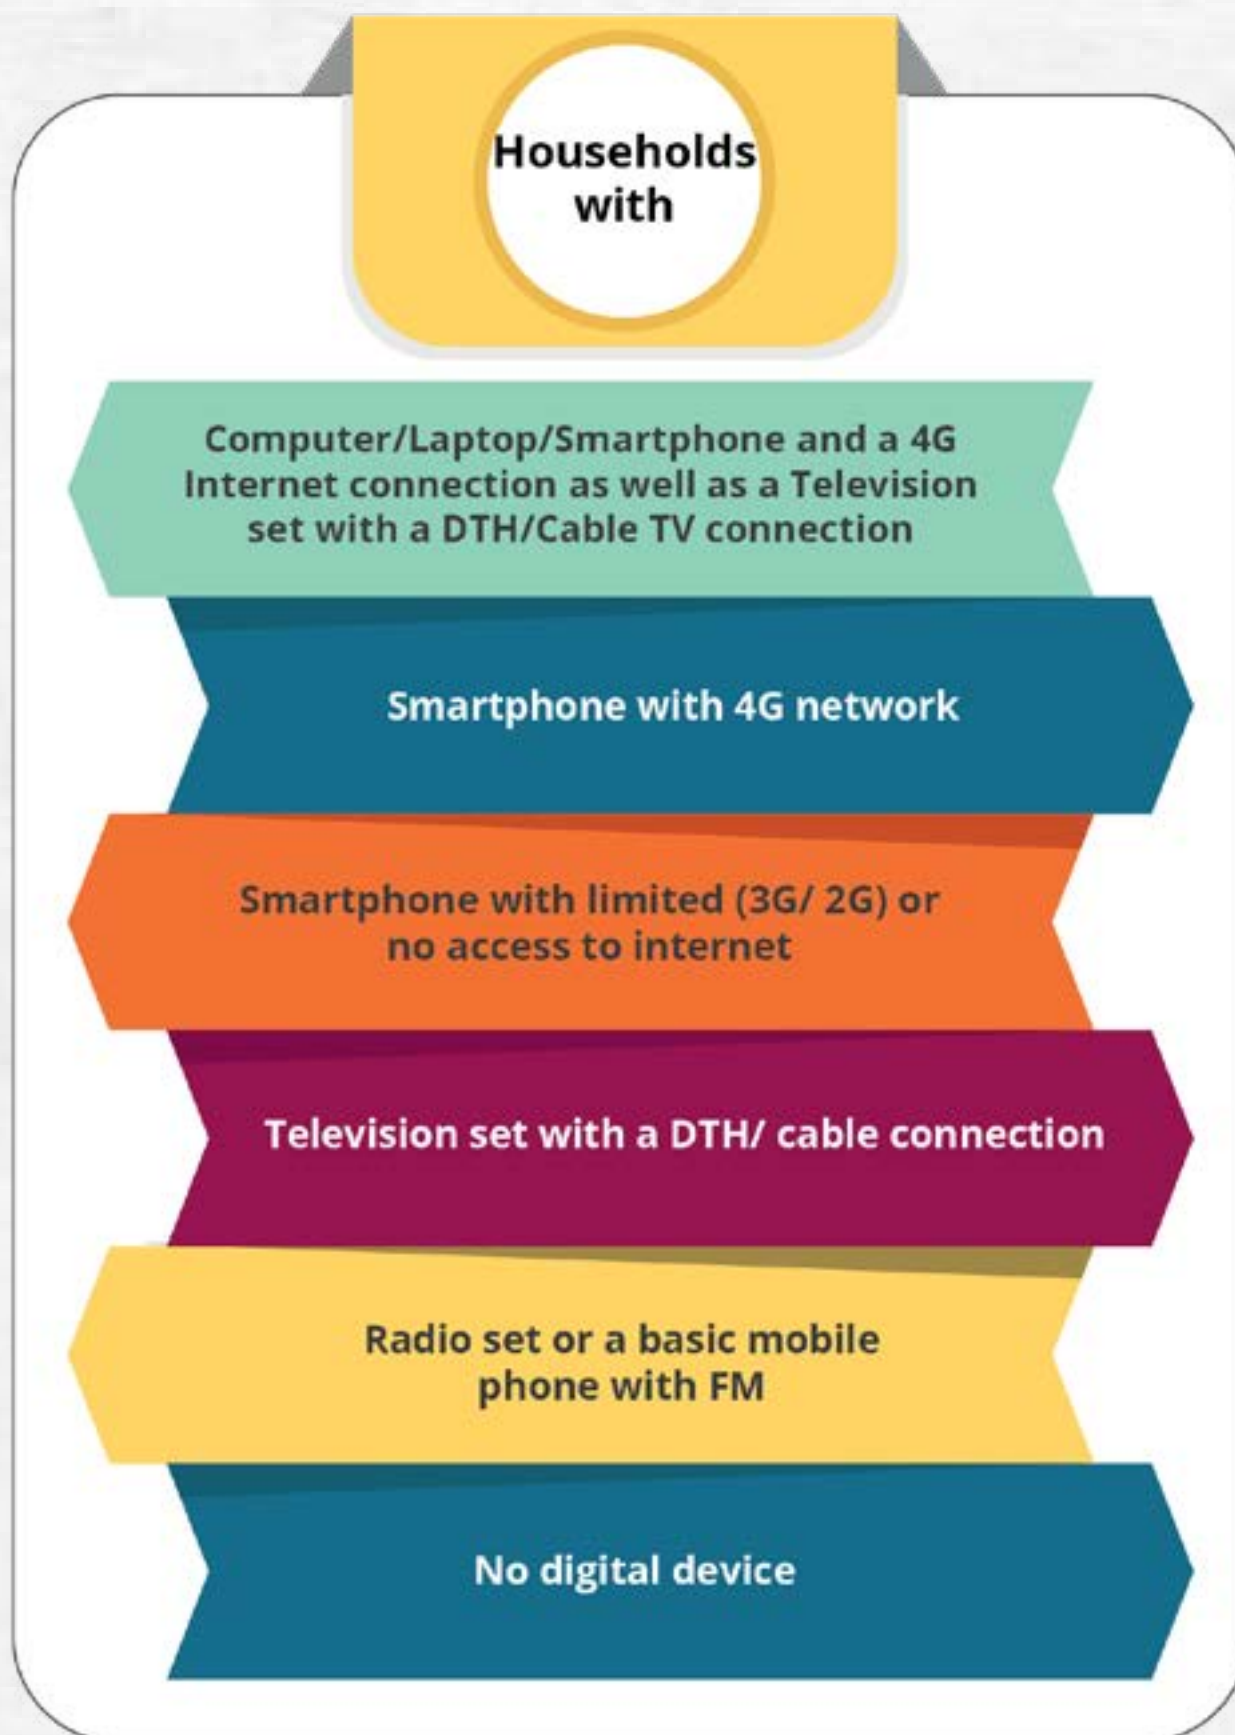 Households
with
Computer/Laptop/Smartphone and a 4G
Internet connection as well as a Television
set with a DTH/Cable TV connection
Smartphone with 4G network
Smartphone with limited (3G/ 2G) or
no access to internet
Television set with a DTH/ cable connection
Radio set or a basic mobile
phone with FM
No digital device